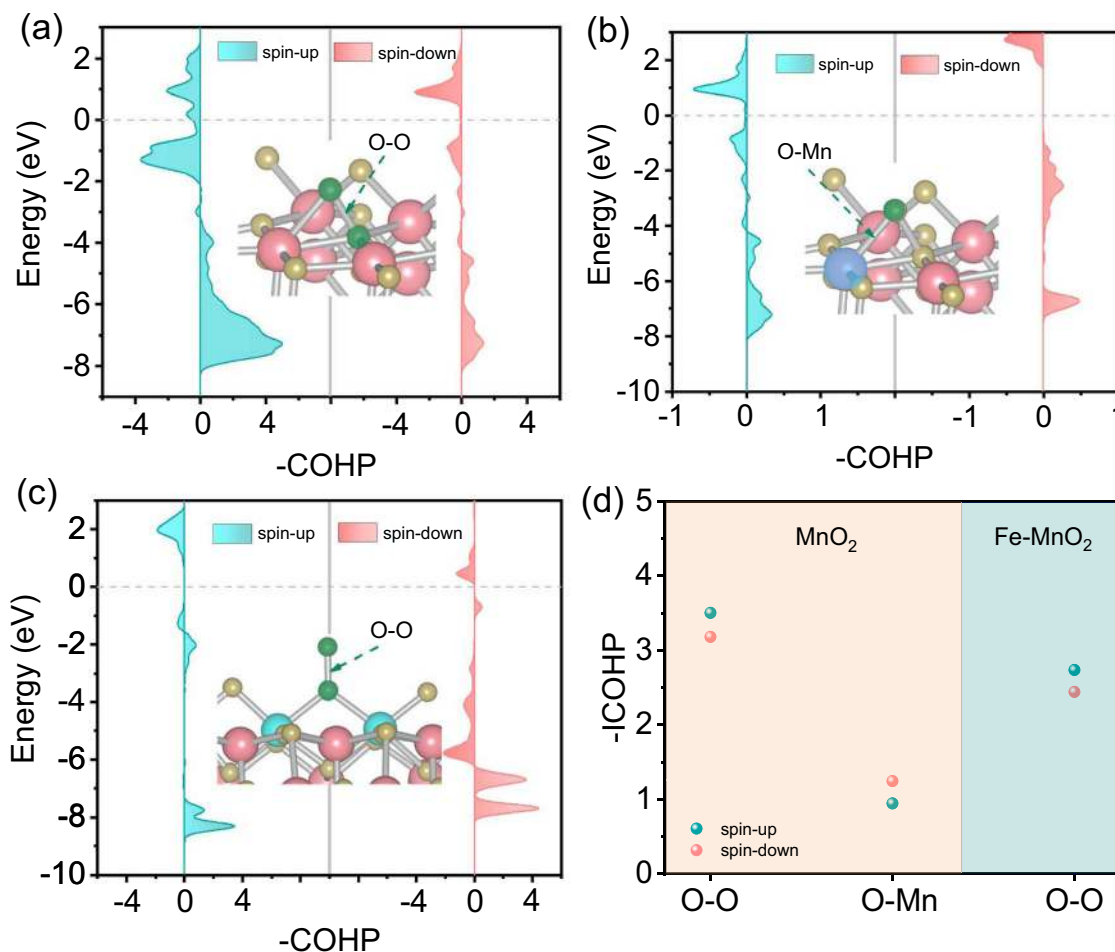 (a)
spin-up
spin-down
2
0
-2
-4
-6
-8
Energy (eV)
O-O
-4 0 4 -4 0 4
-COHP
(b)
spin-up
spin-down
2
0
-2
-4
-6
-8
-10
Energy (eV)
O-Mn
-1 0 1 -1 0 1
-COHP
(c)
spin-up
spin-down
2
0
-2
-4
-6
-8
-10
Energy (eV)
O-O
-4 0 4 -4 0 4
-COHP
(d)
MnO₂
Fe-MnO₂
5
4
3
2
1
0
-ICOHP
spin-up
spin-down
O-O O-Mn O-O